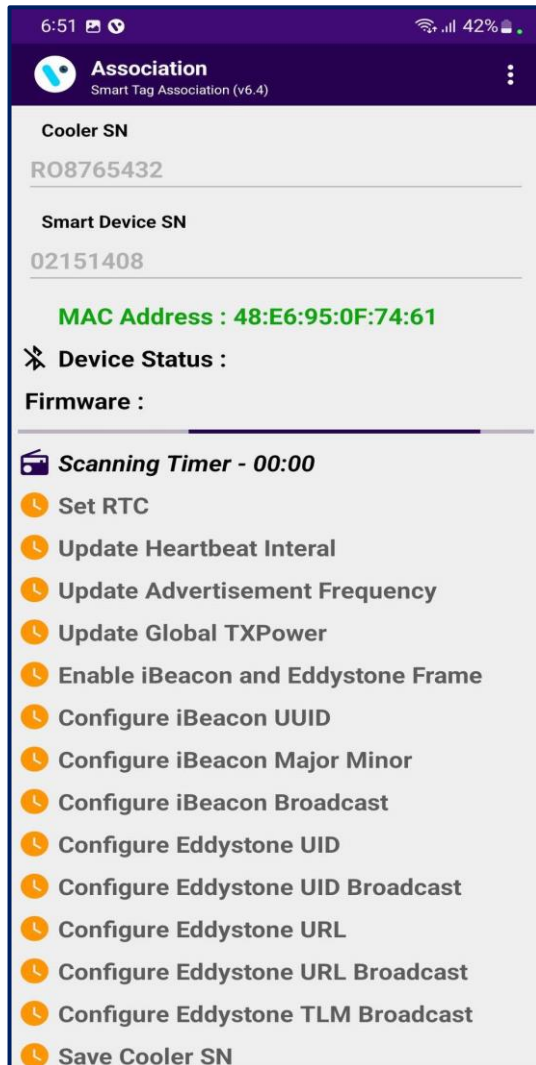 6:51 42%
Association
Smart Tag Association (v6.4)
Cooler SN
RO8765432
Smart Device SN
02151408
MAC Address : 48:E6:95:0F:74:61
Device Status :
Firmware :
Scanning Timer - 00:00
Set RTC
Update Heartbeat Interal
Update Advertisement Frequency
Update Global TXPower
Enable iBeacon and Eddystone Frame
Configure iBeacon UUID
Configure iBeacon Major Minor
Configure iBeacon Broadcast
Configure Eddystone UID
Configure Eddystone UID Broadcast
Configure Eddystone URL
Configure Eddystone URL Broadcast
Configure Eddystone TLM Broadcast
Save Cooler SN